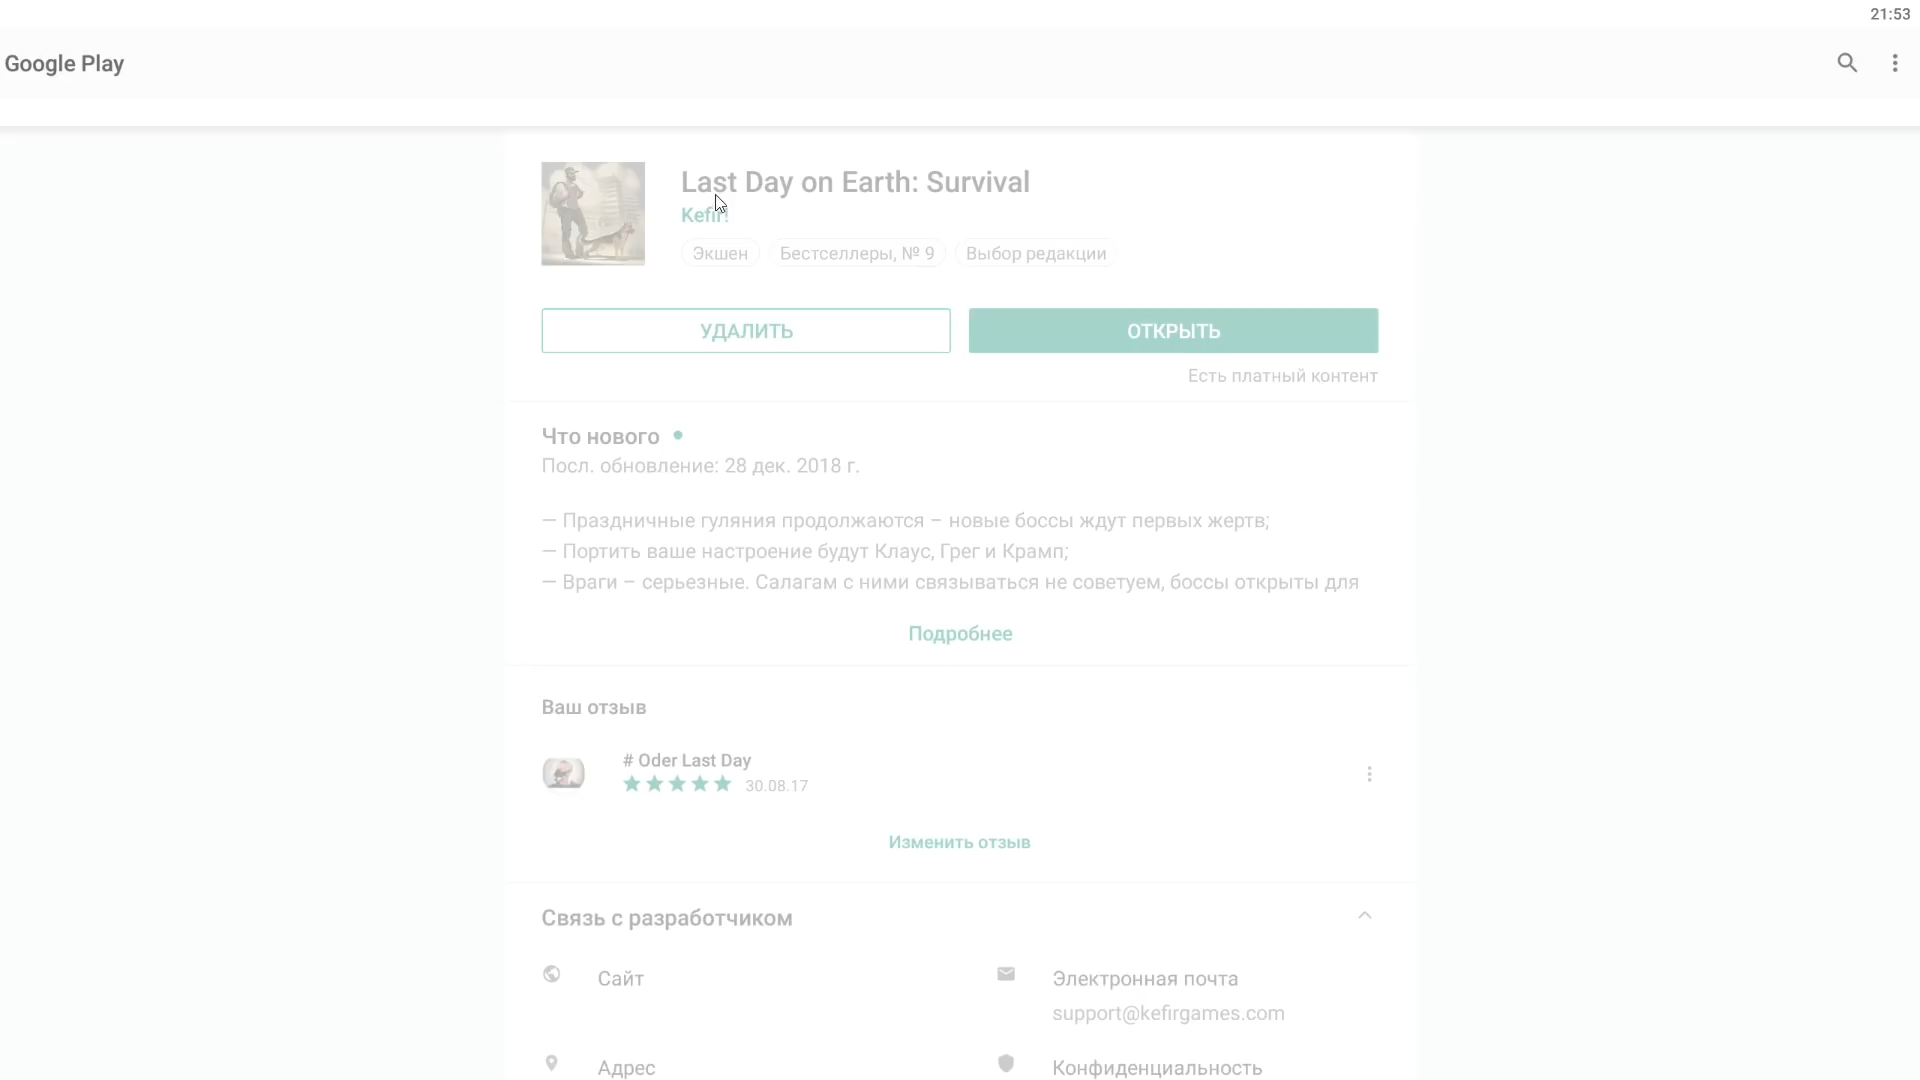 21:53
Google Play
Last Day on Earth: Survival
Kefir!
Экшен
Бестселлеры, № 9
Выбор редакции
УДАЛИТЬ
ОТКРЫТЬ
Есть платный контент
Что нового
Посл. обновление: 28 дек. 2018 г.
— Праздничные гуляния продолжаются – новые боссы ждут первых жертв;
— Портить ваше настроение будут Клаус, Грег и Крамп;
— Враги – серьезные. Салагам с ними связываться не советуем, боссы открыты для
Подробнее
Ваш отзыв
# Oder Last Day
30.08.17
Изменить отзыв
Связь с разработчиком
Сайт
Электронная почта
support@kefirgames.com
Адрес
Конфиденциальность